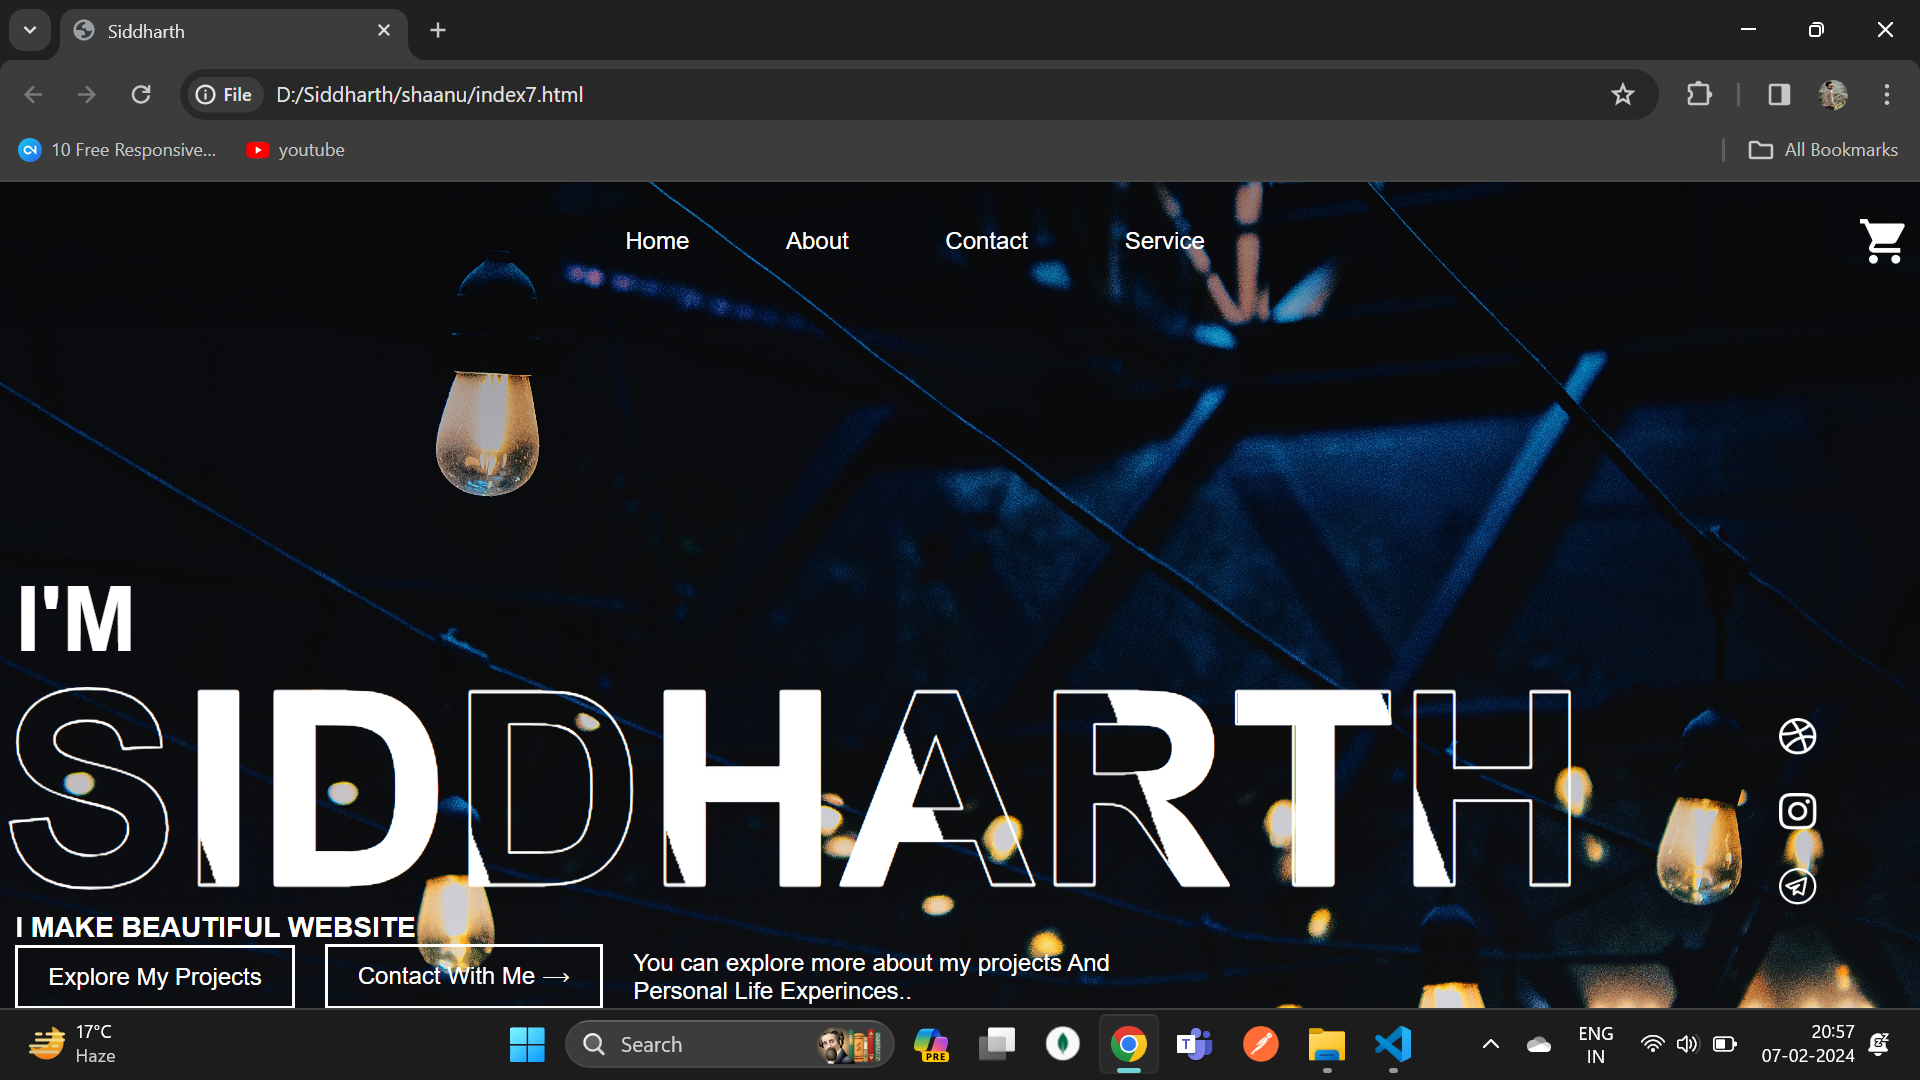 Siddharth
File D:/Siddharth/shaanu/index7.html
10 Free Responsive... youtube All Bookmarks
Home About Contact Service
I'M
SIDDHARTH
I MAKE BEAUTIFUL WEBSITE
Explore My Projects Contact With Me ⟶ You can explore more about my projects And
Personal Life Experinces..
17°C
Haze
Search
PRE
T
ENG
IN
20:57
07-02-2024